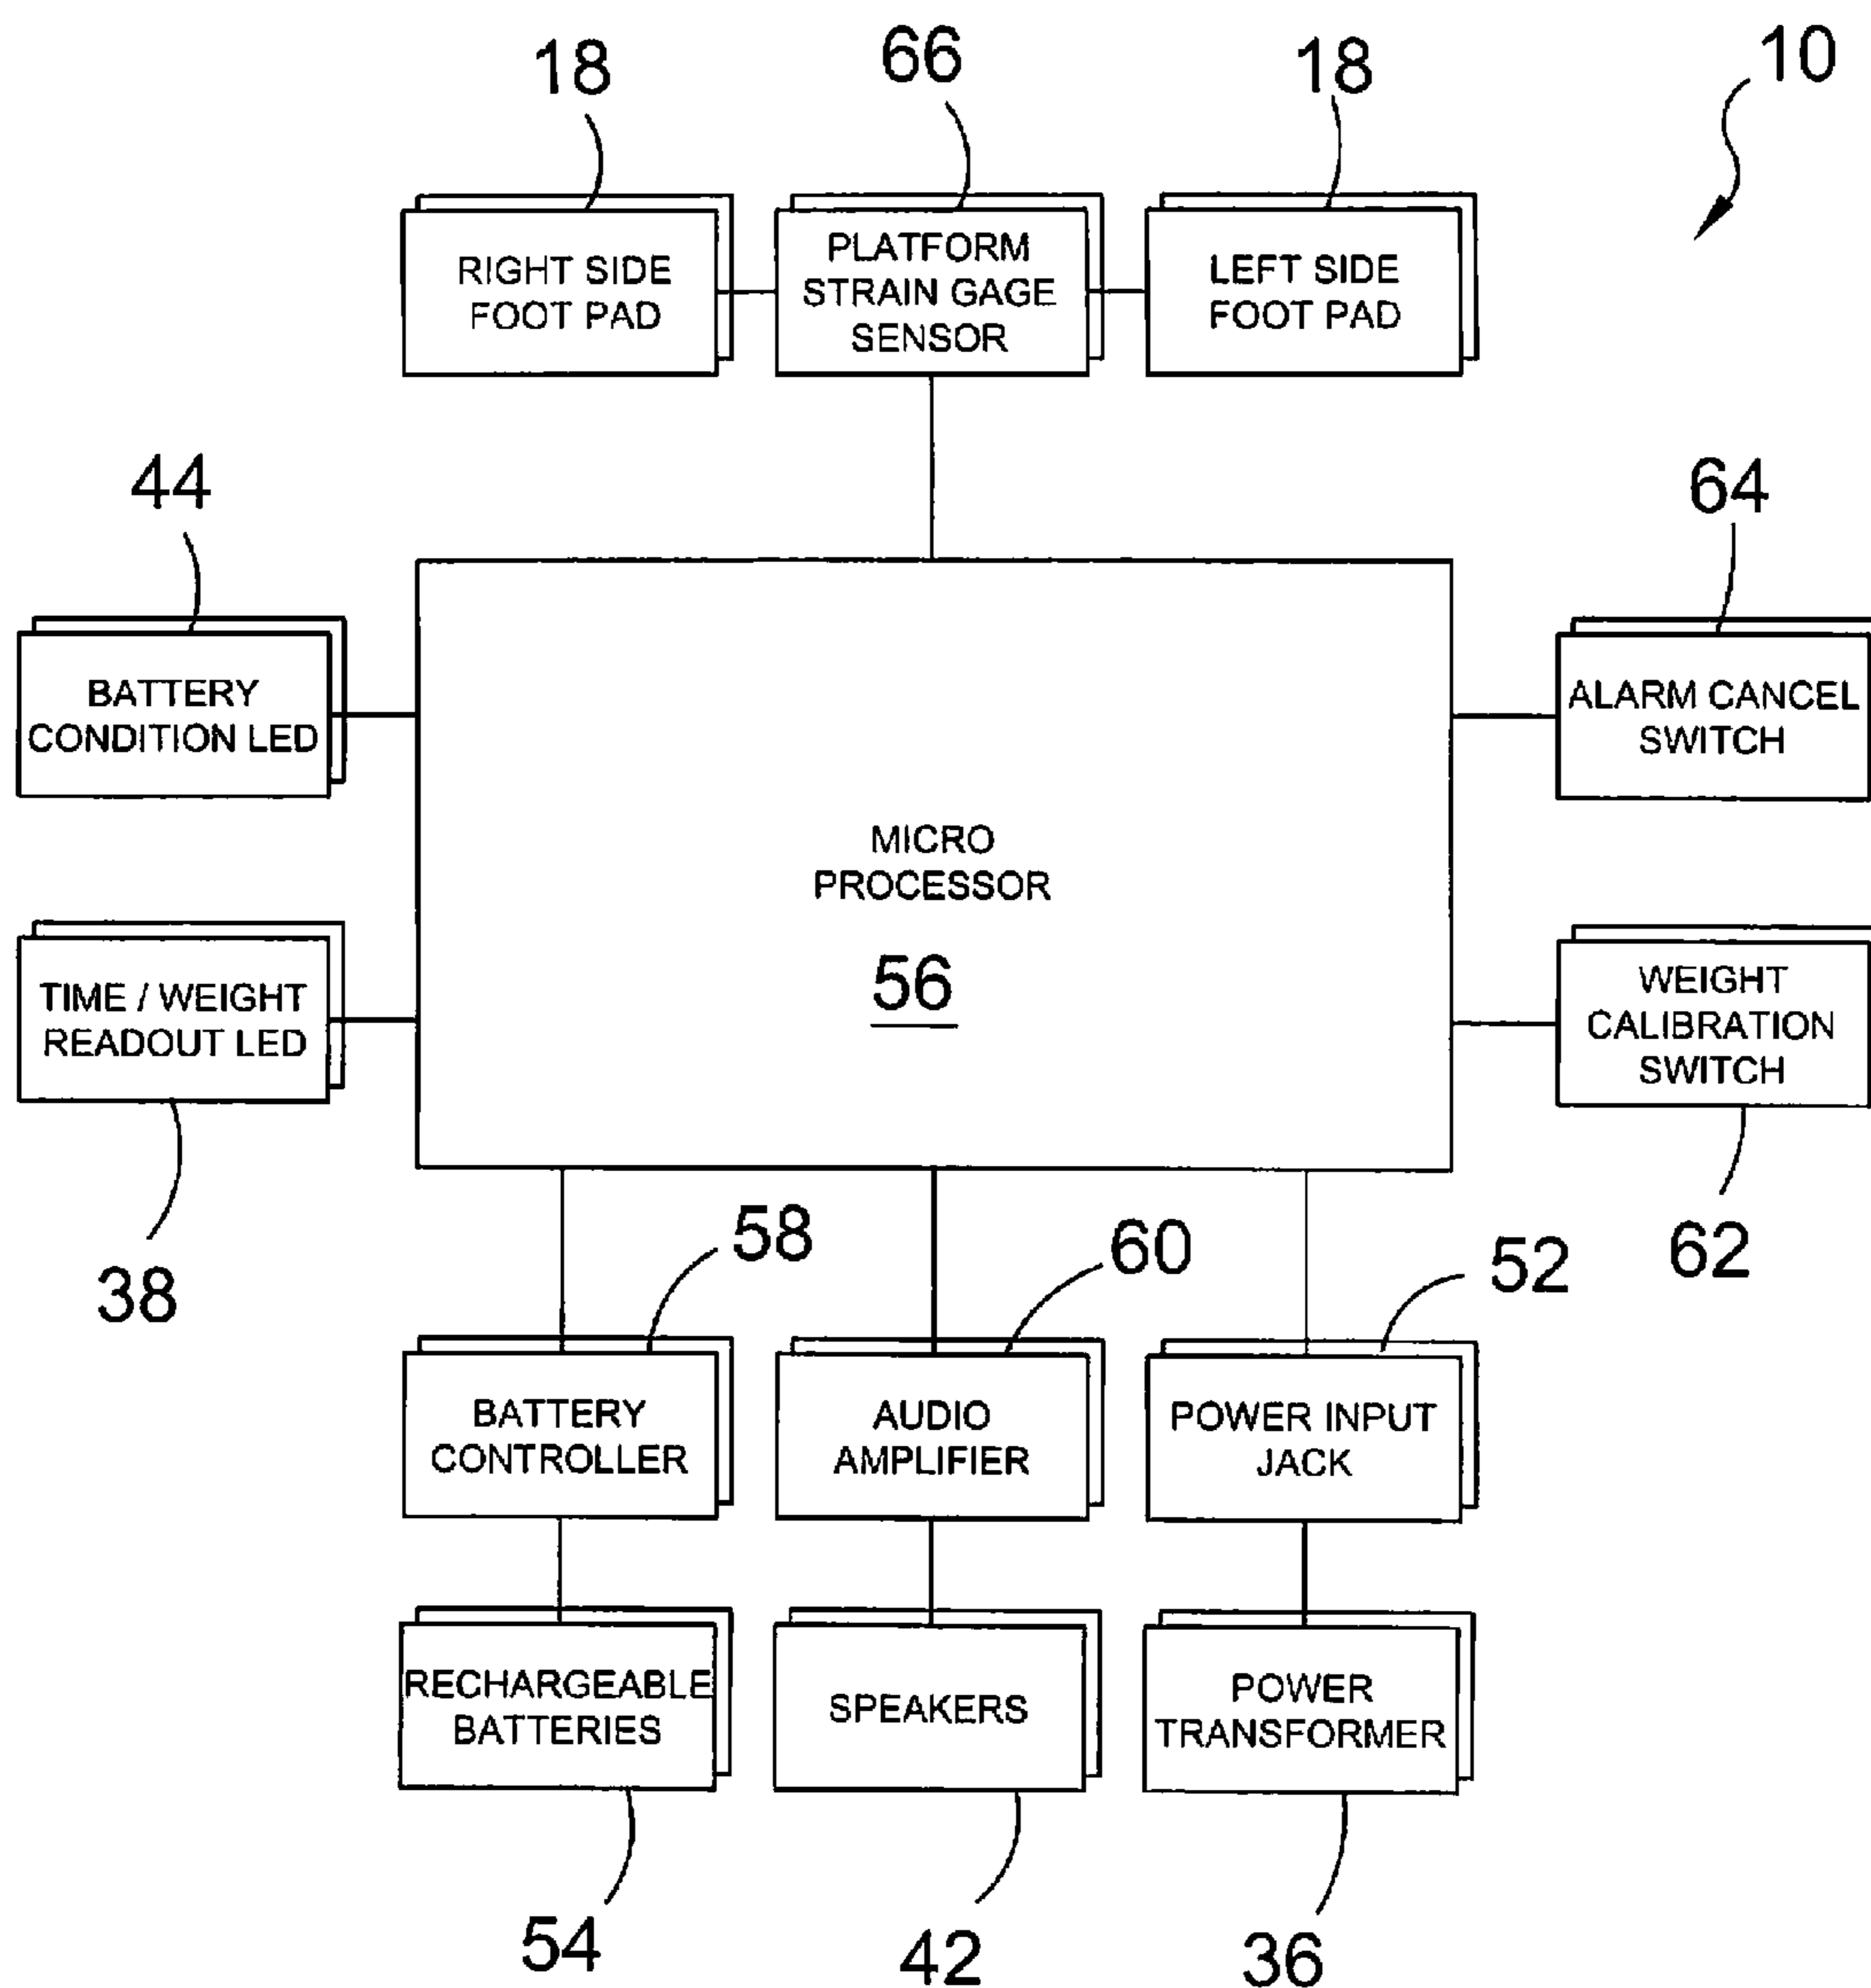 18
66
18
10
RIGHT SIDE
FOOT PAD
PLATFORM
STRAIN GAGE
SENSOR
LEFT SIDE
FOOT PAD
44
64
BATTERY
CONDITION LED
ALARM CANCEL
SWITCH
MICRO
PROCESSOR
56
TIME / WEIGHT
READOUT LED
WEIGHT
CALIBRATION
SWITCH
38
58
60
52
62
BATTERY
CONTROLLER
AUDIO
AMPLIFIER
POWER INPUT
JACK
RECHARGEABLE
BATTERIES
SPEAKERS
POWER
TRANSFORMER
54
42
36